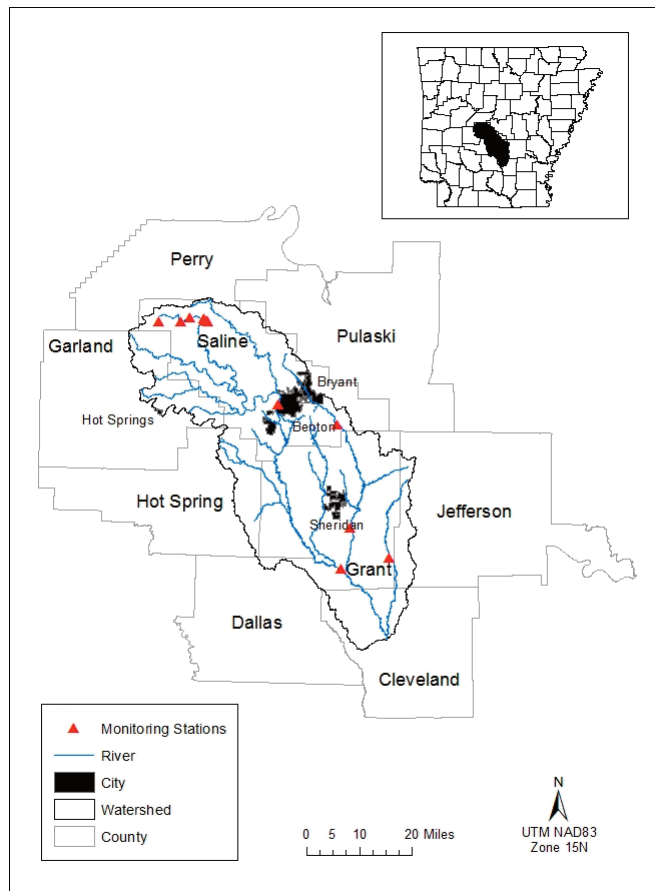 Perry
Pulaski
Garland
Saline
Bryant
Hot Springs
Benton
Hot Spring
Jefferson
Sheridan
Grant
Dallas
Cleveland
Monitoring Stations
River
City
Watershed
County
0 5 10 20 Miles
N
UTM NAD83
Zone 15N